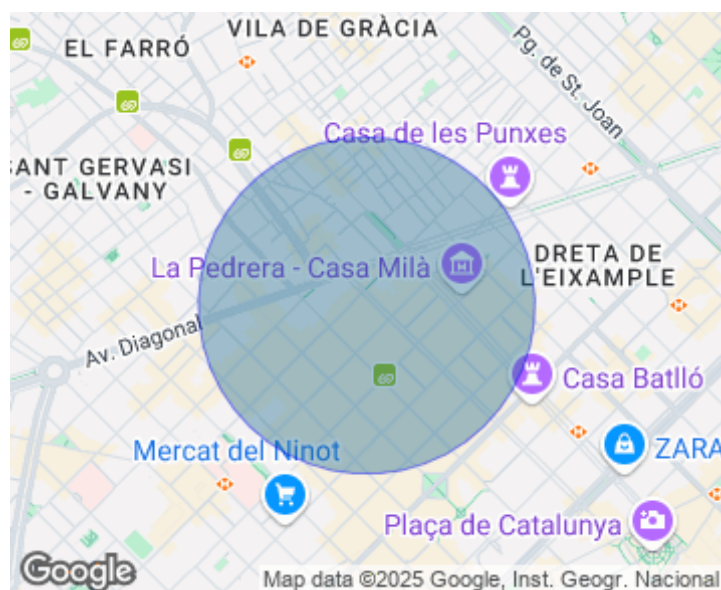 VILA DE GRÀCIA
EL FARRÓ
Pg. de St. Joan
Casa de les Punxes
SANT GERVASI
- GALVANY
La Pedrera - Casa Milà
DRETA DE
L'EIXAMPLE
Av. Diagonal
Casa Batlló
Mercat del Ninot
ZARA
Plaça de Catalunya
Google
Map data ©2025 Google, Inst. Geogr. Nacional